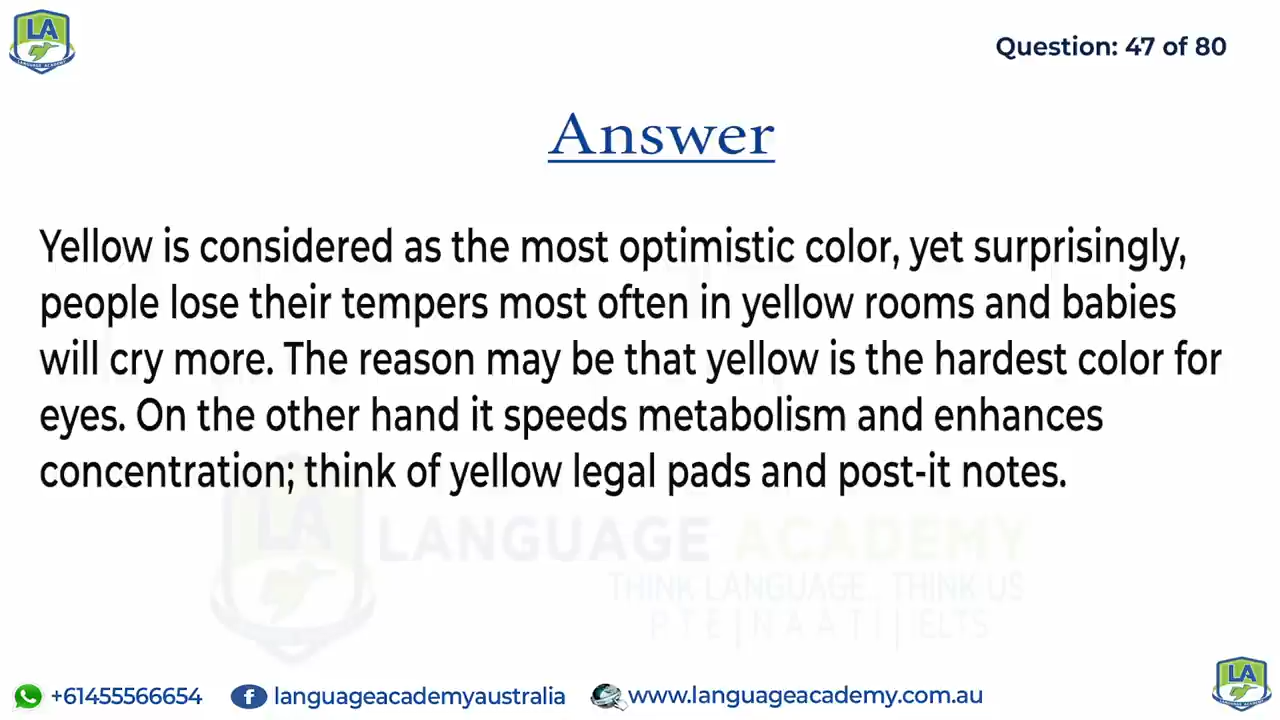 LA
LANGUAGE ACADEMY
Question: 47 of 80
Answer
Yellow is considered as the most optimistic color, yet surprisingly,
people lose their tempers most often in yellow rooms and babies
will cry more. The reason may be that yellow is the hardest color for
eyes. On the other hand it speeds metabolism and enhances
concentration; think of yellow legal pads and post-it notes.
LA
LANGUAGE ACADEMY
THINK LANGUAGE, THINK US
PTE|NAATI|IELTS
+61455566654
languageacademyaustralia
www.languageacademy.com.au
LA